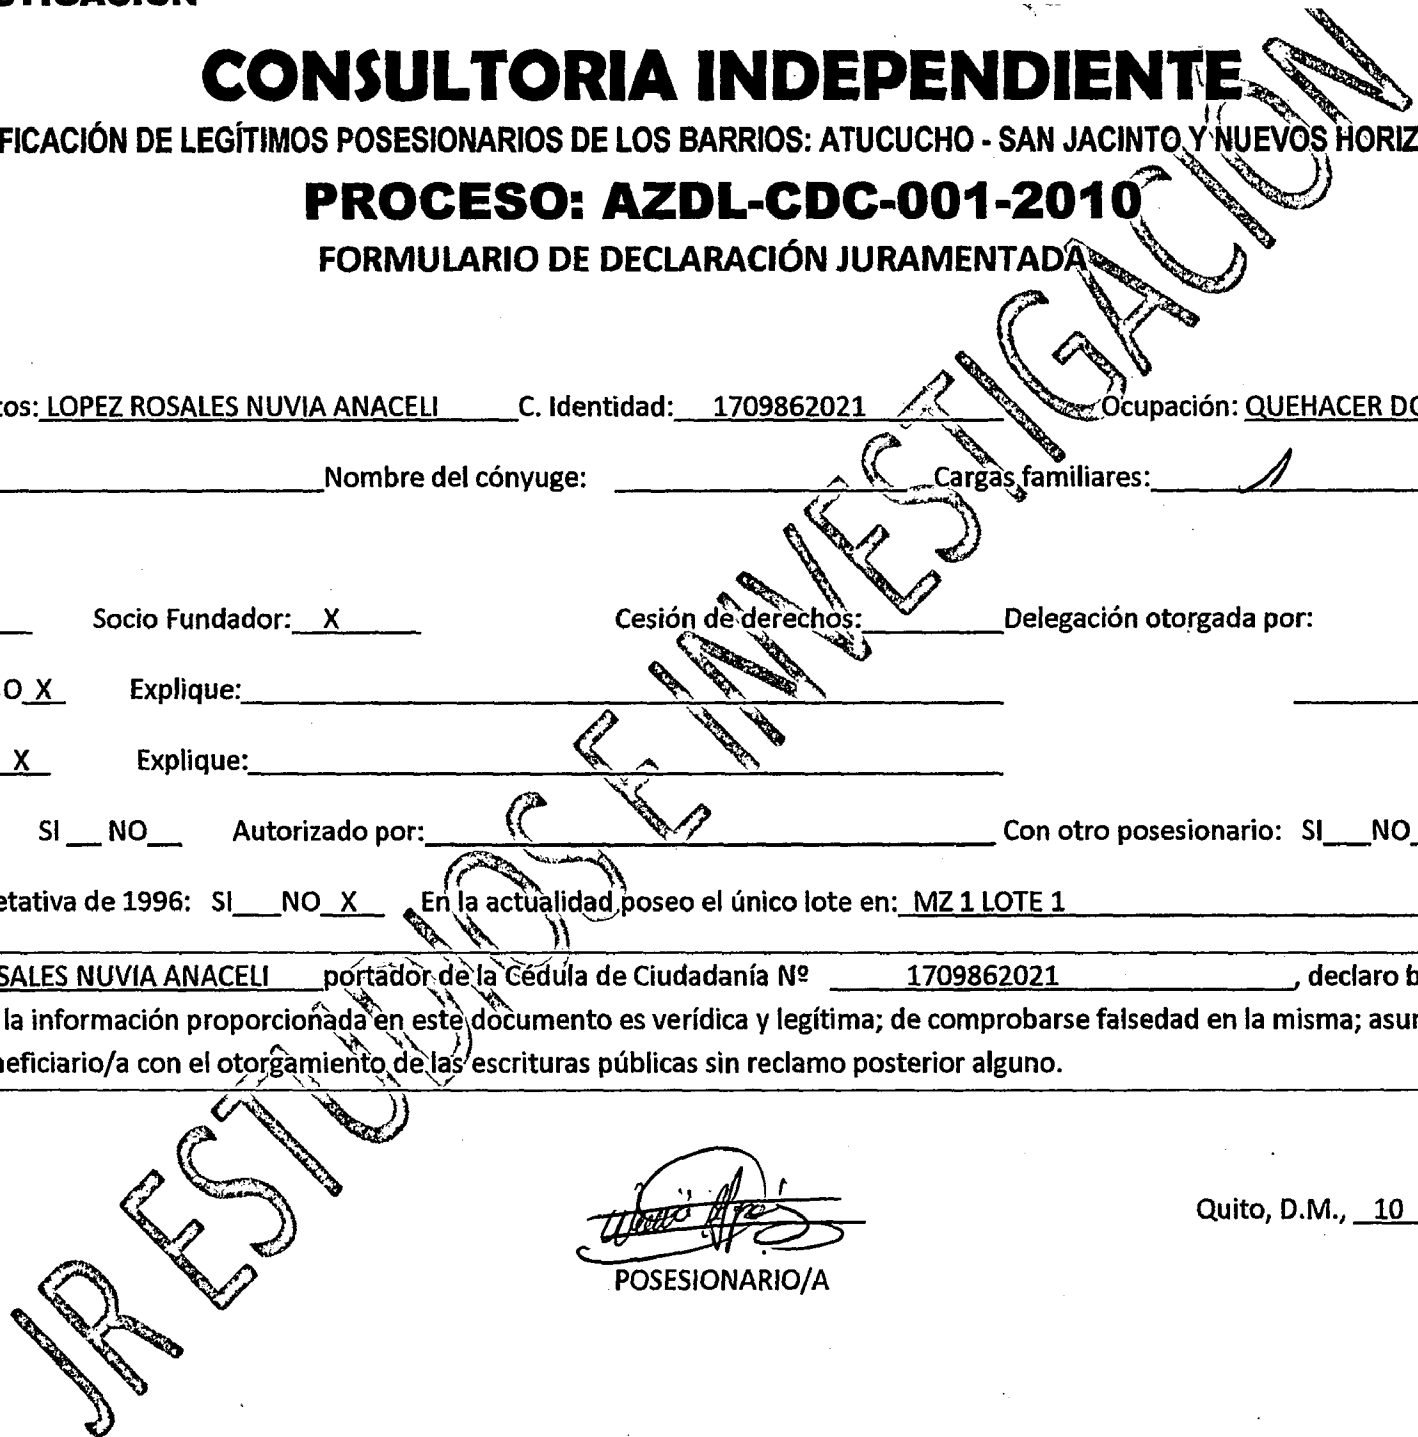 CONSULTORIA INDEPENDIENTE
FICACIÓN DE LEGÍTIMOS POSESIONARIOS DE LOS BARRIOS: ATUCUCHO - SAN JACINTO Y NUEVOS HORIZ
PROCESO: AZDL-CDC-001-2010
FORMULARIO DE DECLARACIÓN JURAMENTADA
tos: LOPEZ ROSALES NUVIA ANACELI C. Identidad: 1709862021 Ocupación: QUEHACER DO
Nombre del cónyuge: Cargas familiares: 1
Socio Fundador: X Cesión de derechos: Delegación otorgada por:
O X Explique:
X Explique:
SI NO Autorizado por: Con otro posesionario: SI NO
etativa de 1996: SI NO X En la actualidad poseo el único lote en: MZ 1 LOTE 1
SALES NUVIA ANACELI portador de la Cédula de Ciudadanía Nº 1709862021, declaro b
la información proporcionada en este documento es verídica y legítima; de comprobarse falsedad en la misma; asur
neficiario/a con el otorgamiento de las escrituras públicas sin reclamo posterior alguno.
Quito, D.M., 10
POSESIONARIO/A
JR ESTUDIOS E INVESTIGACION